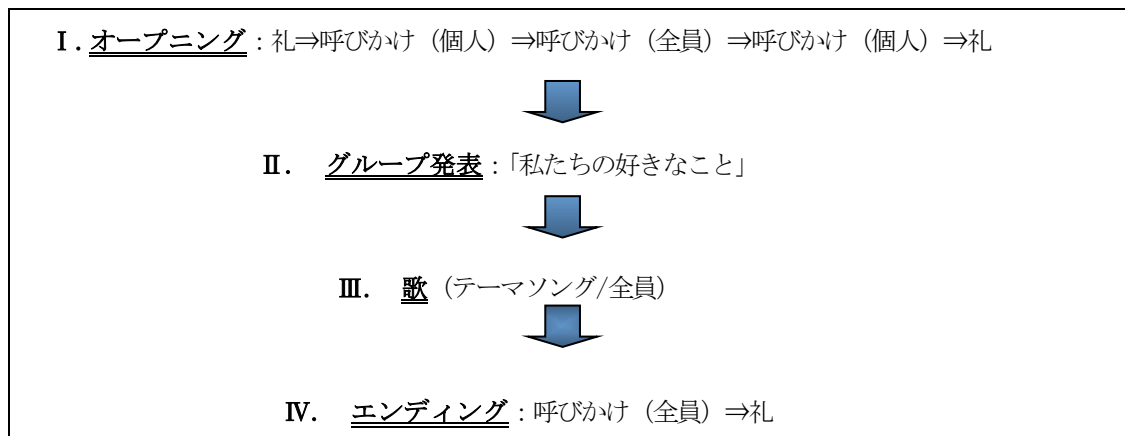 Ⅰ. オープニング：礼⇒呼びかけ（個人）⇒呼びかけ（全員）⇒呼びかけ（個人）⇒礼
Ⅱ. グループ発表：「私たちの好きなこと」
Ⅲ. 歌（テーマソング/全員）
Ⅳ. エンディング：呼びかけ（全員）⇒礼